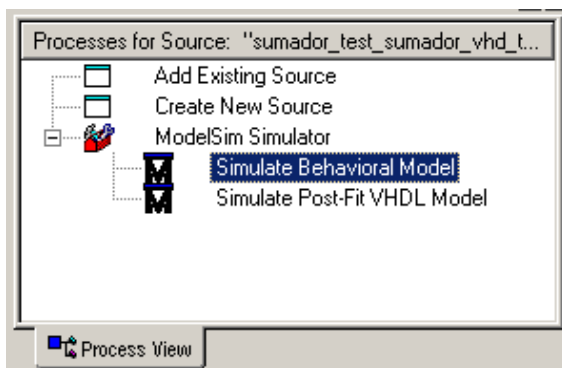 Processes for Source: "sumador_test_sumador_vhd_t...
Add Existing Source
Create New Source
ModelSim Simulator
Simulate Behavioral Model
Simulate Post-Fit VHDL Model
Process View